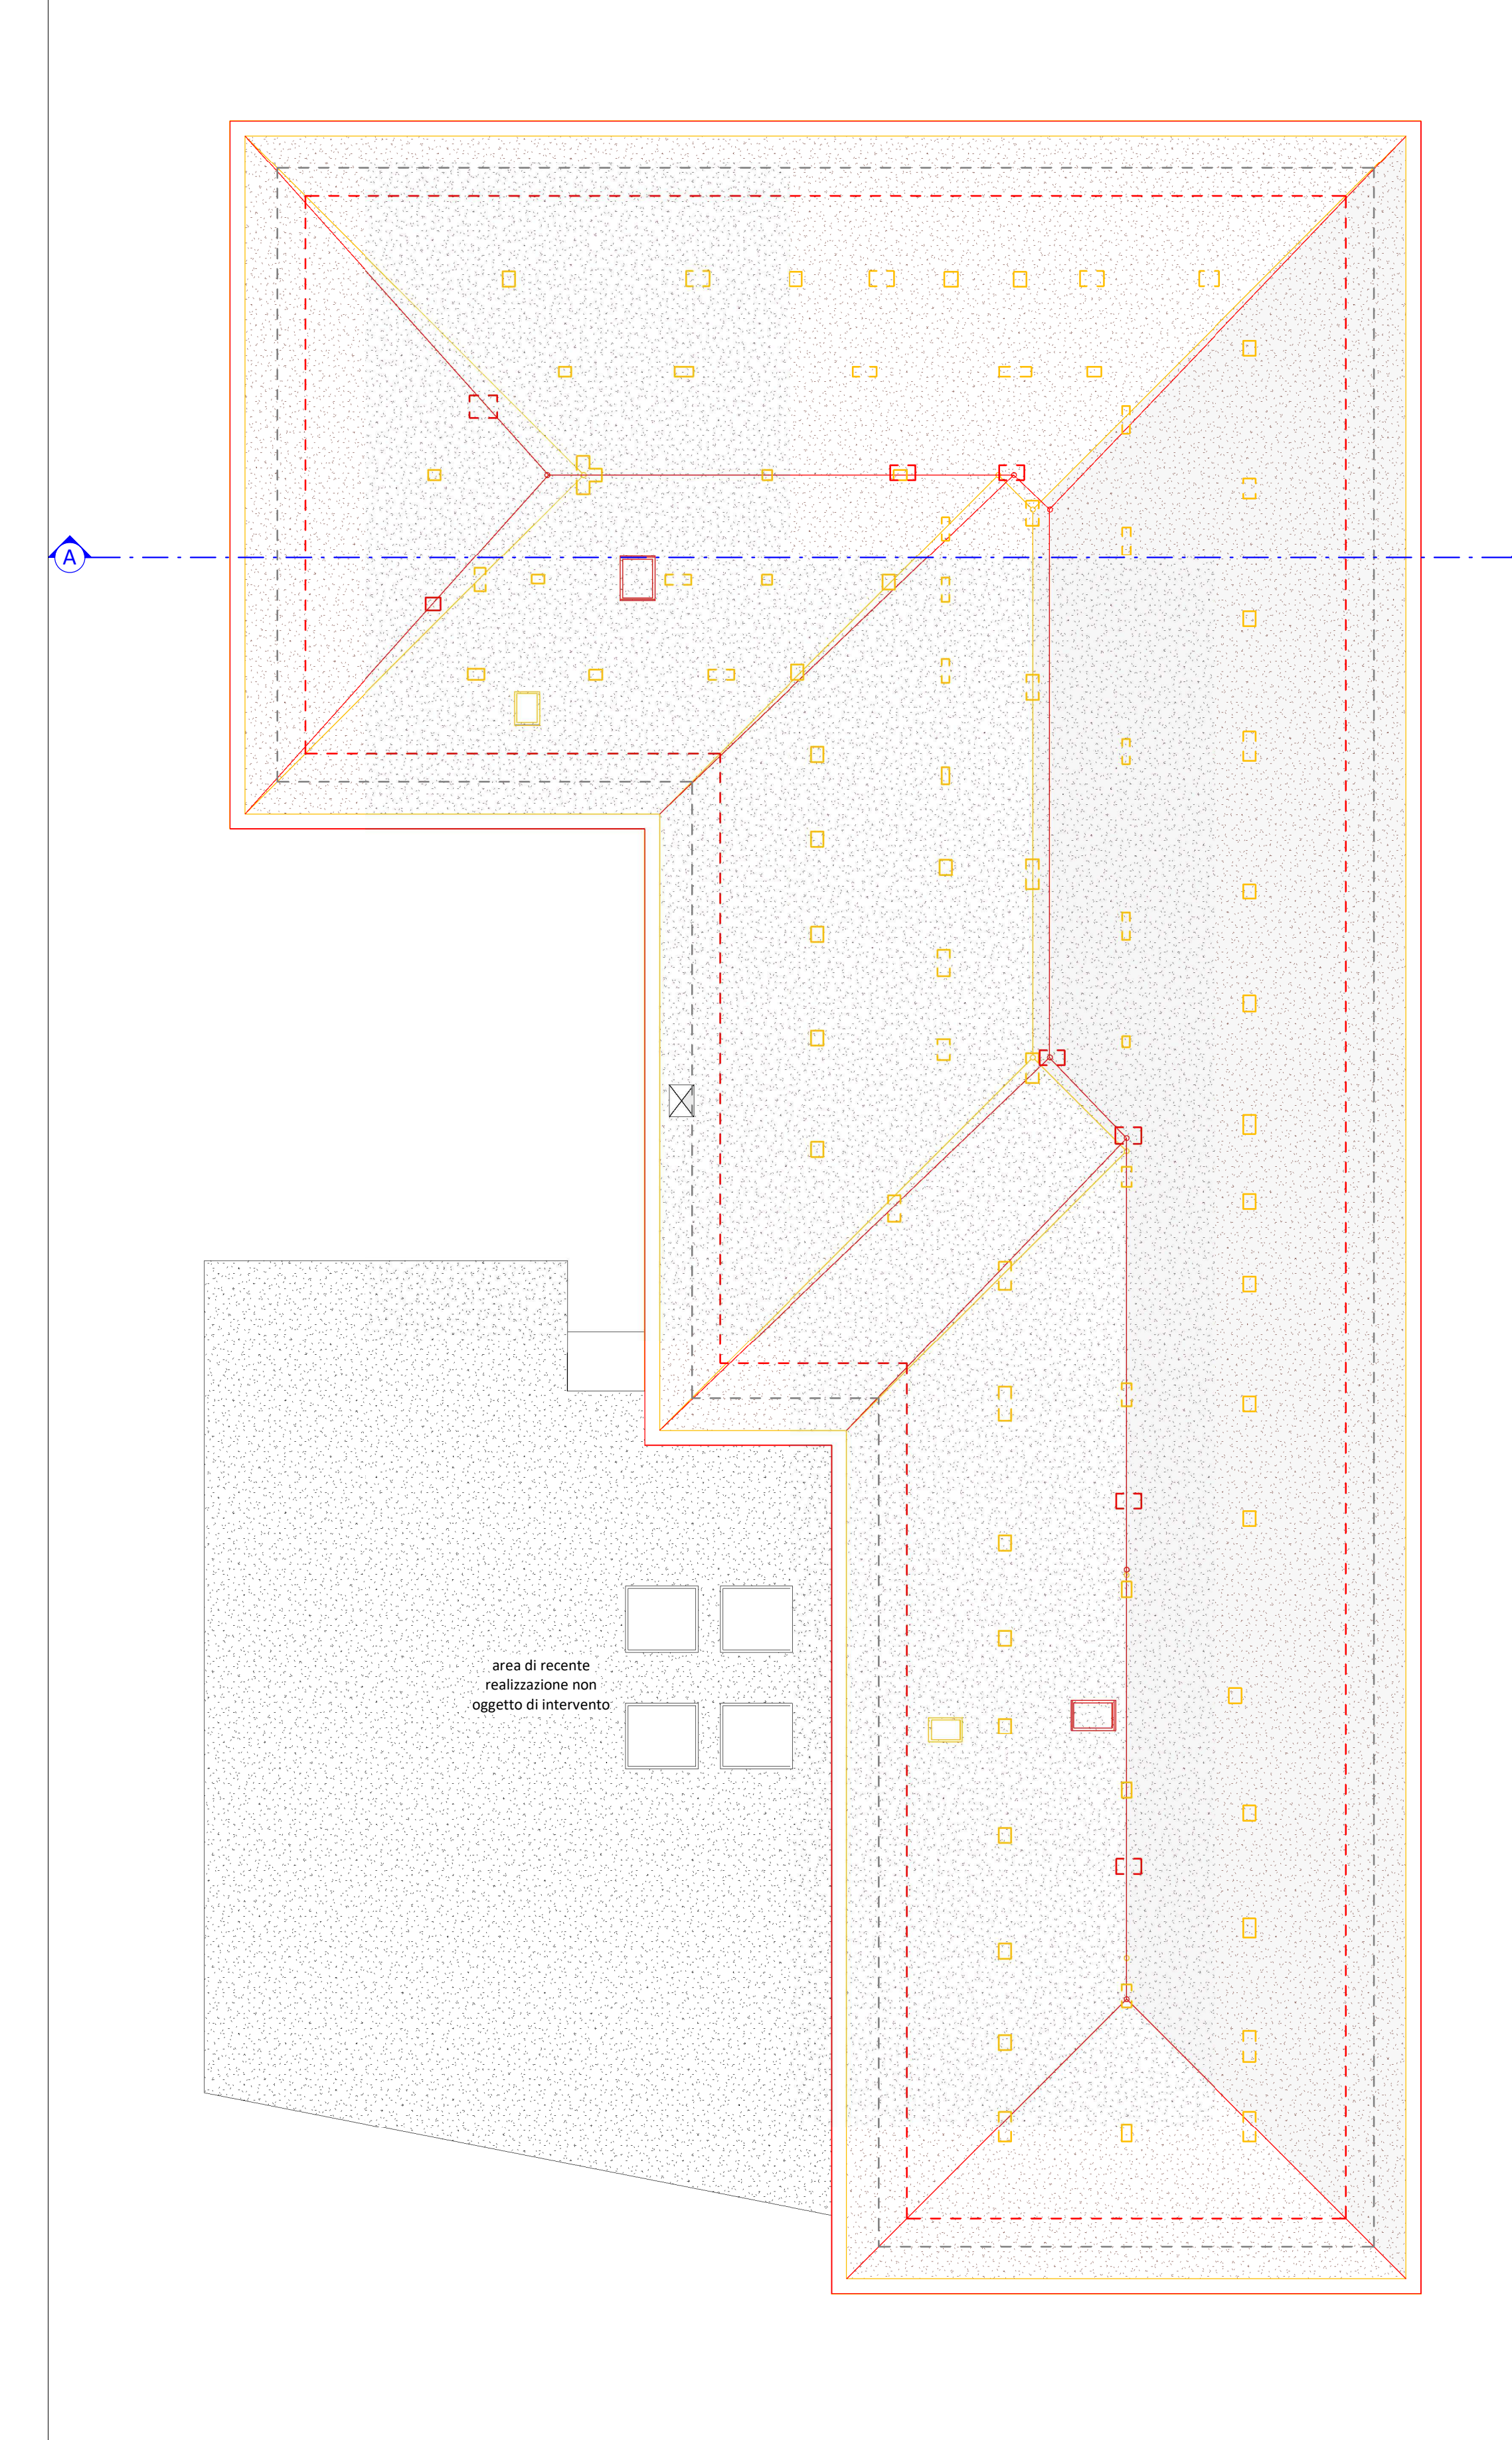 A
area di recente
realizzazione non
oggetto di intervento